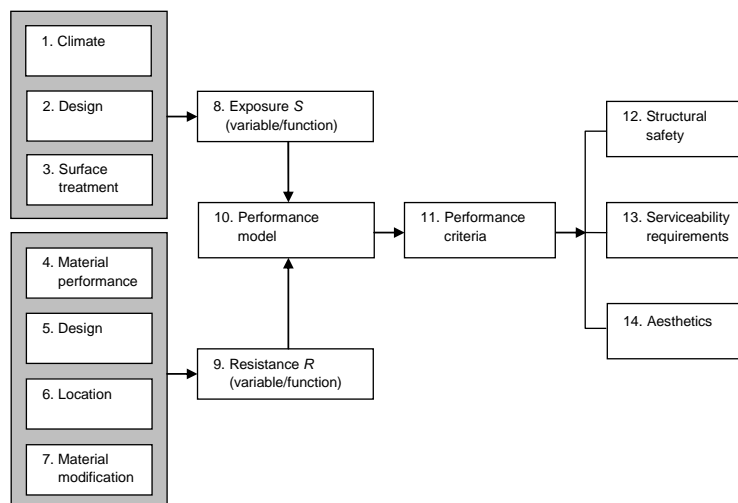 1. Climate
2. Design
3. Surface
treatment
4. Material
performance
5. Design
6. Location
7. Material
modification
8. Exposure S
(variable/function)
9. Resistance R
(variable/function)
10. Performance
model
11. Performance
criteria
12. Structural
safety
13. Serviceability
requirements
14. Aesthetics